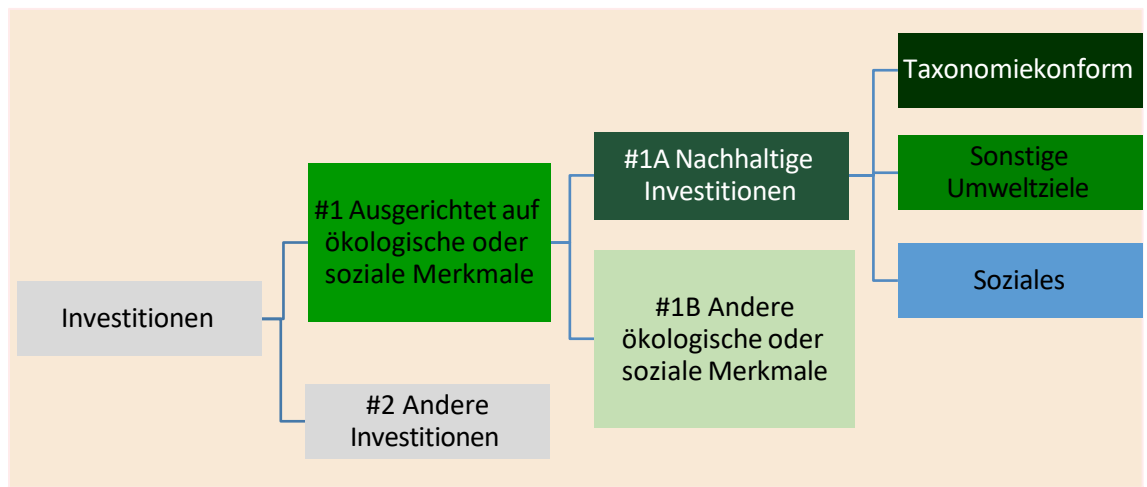 Investitionen
#1 Ausgerichtet auf
ökologische oder
soziale Merkmale
#2 Andere
Investitionen
#1A Nachhaltige
Investitionen
#1B Andere
ökologische oder
soziale Merkmale
Taxonomiekonform
Sonstige
Umweltziele
Soziales